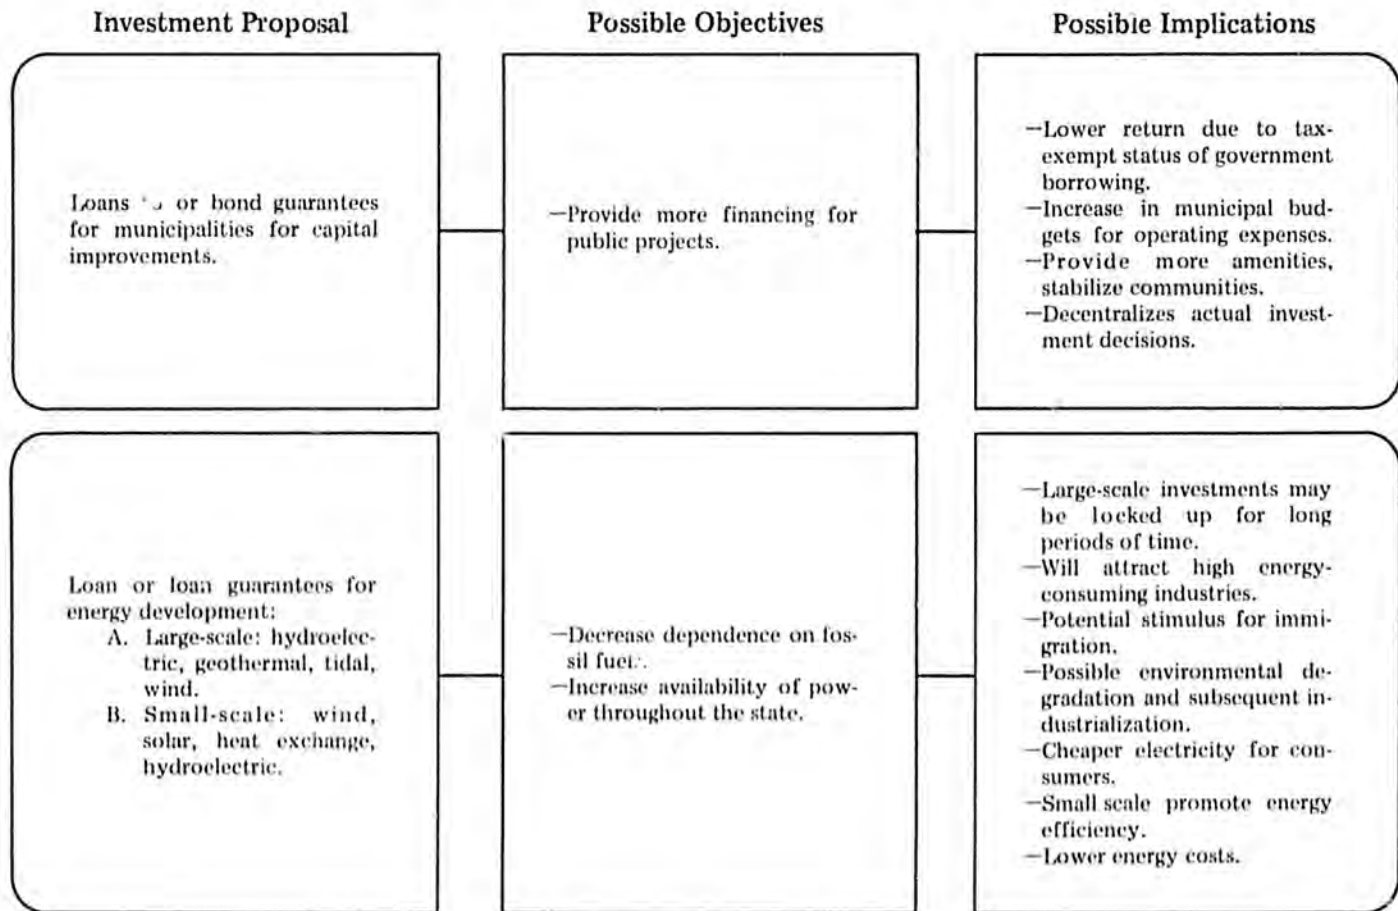 Investment Proposal
Possible Objectives
Possible Implications
Loans or bond guarantees
for municipalities for capital
improvements.
—Provide more financing for
public projects.
—Lower return due to tax-
exempt status of government
borrowing.
—Increase in municipal bud-
gets for operating expenses.
—Provide more amenities,
stabilize communities.
—Decentralizes actual invest-
ment decisions.
Loan or loan guarantees for
energy development:
A. Large-scale: hydroelec-
tric, geothermal, tidal,
wind.
B. Small-scale: wind,
solar, heat exchange,
hydroelectric.
—Decrease dependence on fos-
sil
—Increase availability of pow-
er throughout the state.
—Large-scale investments may
be locked up for long
periods of time.
—Will attract high energy-
consuming industries.
—Potential stimulus for immi-
gration.
—Possible environmental de-
gradation and subsequent in-
dustrialization.
—Cheaper electricity for con-
sumers.
—Small scale promote energy
efficiency.
—Lower energy costs.